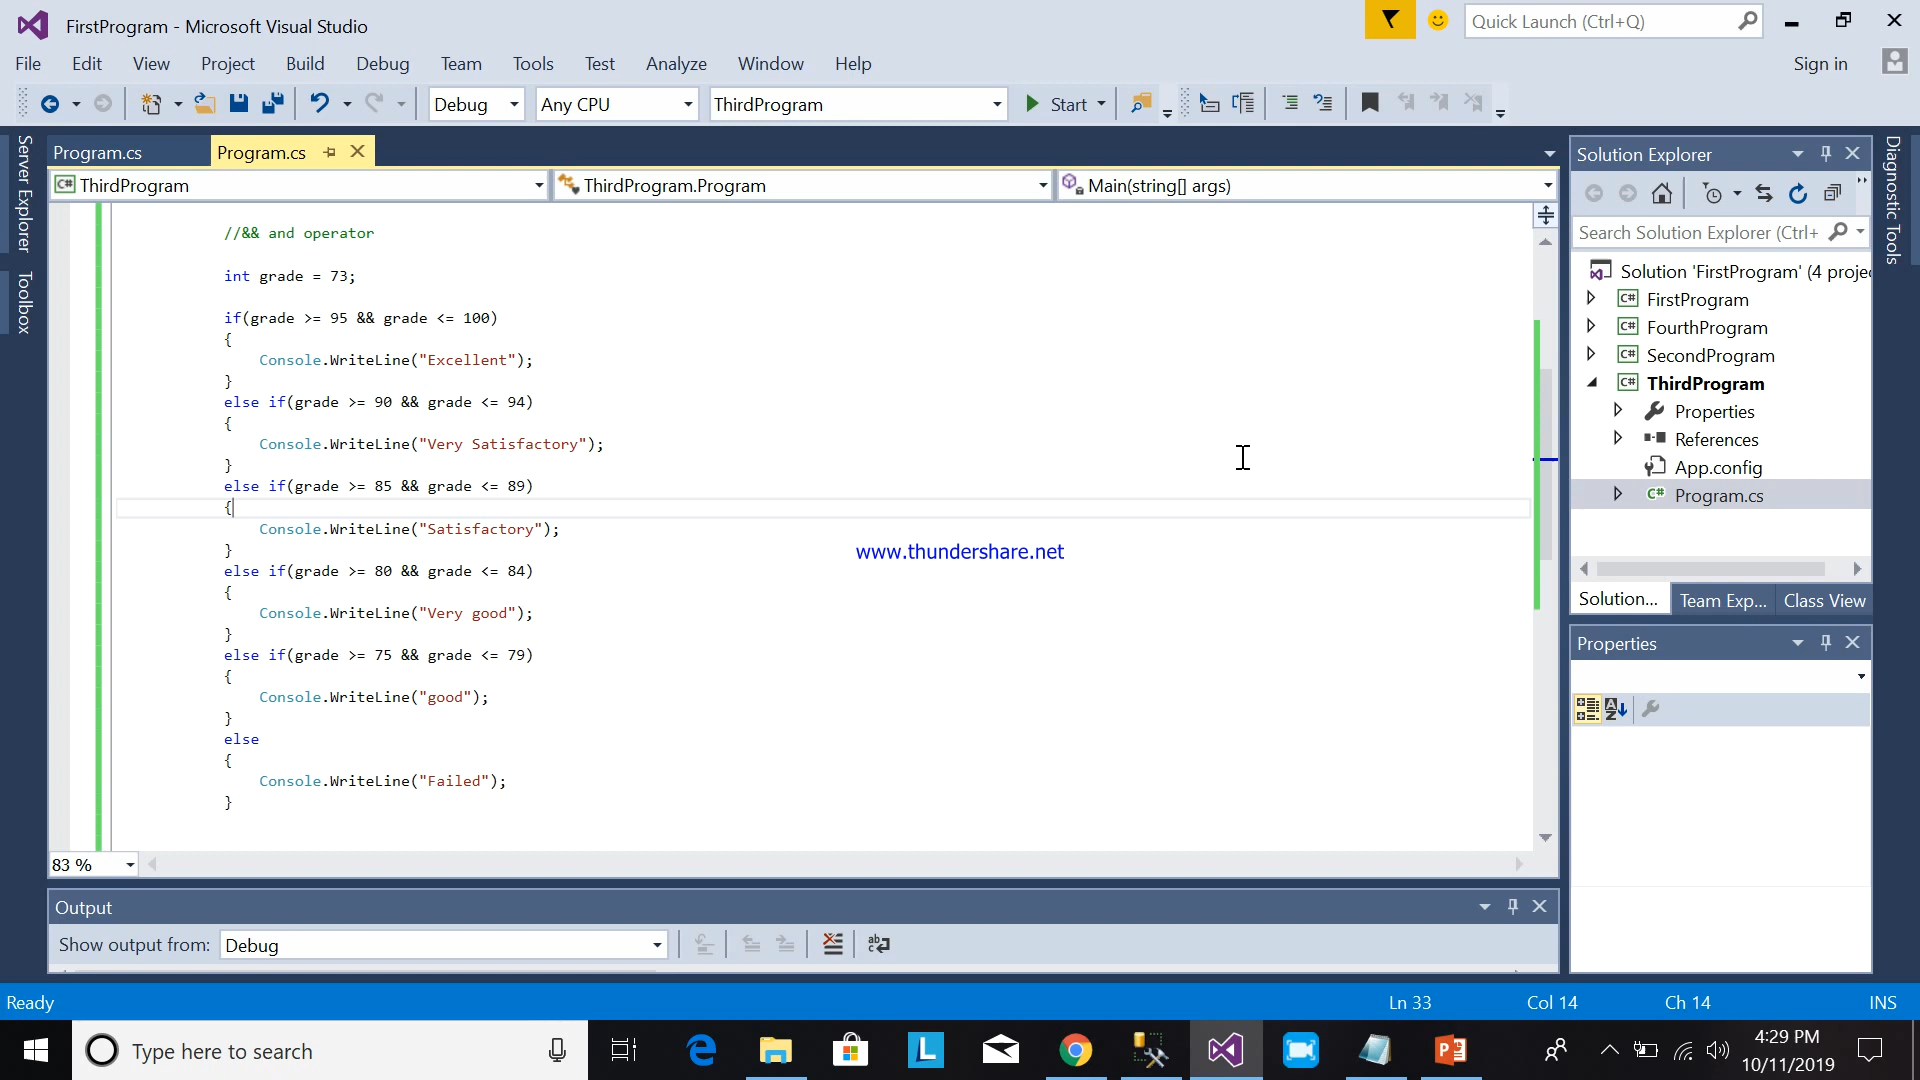 FirstProgram - Microsoft Visual Studio
Quick Launch (Ctrl+Q)
File Edit View Project Build Debug Team Tools Test Analyze Window Help
Sign in
Debug Any CPU ThirdProgram Start
Server Explorer
Toolbox
Program.cs Program.cs
C# ThirdProgram ThirdProgram.Program Main(string[] args)
//&& and operator
int grade = 73;
if(grade >= 95 && grade <= 100)
{
Console.WriteLine("Excellent");
}
else if(grade >= 90 && grade <= 94)
{
Console.WriteLine("Very Satisfactory");
}
else if(grade >= 85 && grade <= 89)
{
Console.WriteLine("Satisfactory");
}
else if(grade >= 80 && grade <= 84)
{
Console.WriteLine("Very good");
}
else if(grade >= 75 && grade <= 79)
{
Console.WriteLine("good");
}
else
{
Console.WriteLine("Failed");
}
www.thundershare.net
83 %
Solution Explorer
Search Solution Explorer (Ctrl+
Solution 'FirstProgram' (4 proje
C# FirstProgram
C# FourthProgram
C# SecondProgram
C# ThirdProgram
Properties
References
App.config
C# Program.cs
Solution... Team Exp... Class View
Properties
Diagnostic Tools
Output
Show output from: Debug
Ready
Ln 33 Col 14 Ch 14 INS
Type here to search
4:29 PM
10/11/2019